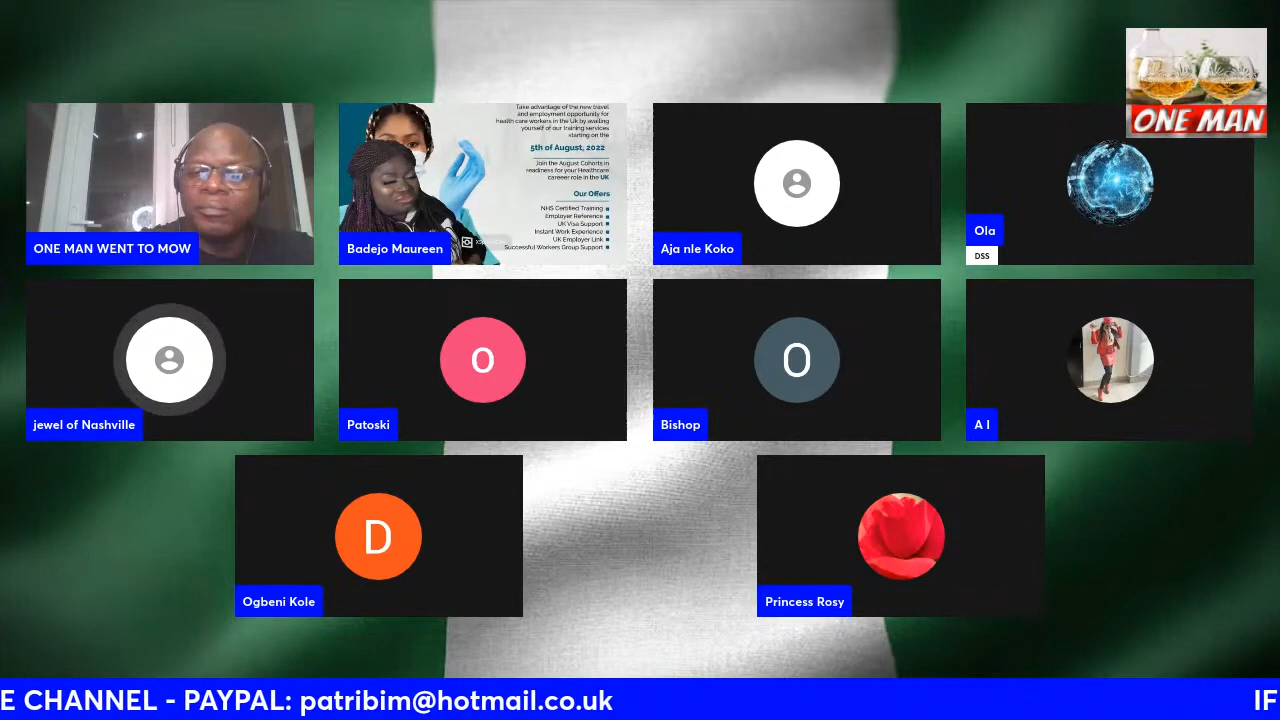 ONE MAN
ONE MAN WENT TO MOW
Take advantage of the new travel
and employment opportunity for
health care workers in the UK by availing
yourself of our training services
starting on the
5th of August, 2022
Join the August Cohorts in
readiness for your Healthcare
careeer role in the UK
Our Offers
NHS Certified Training
Employer Reference
UK Visa Support
Instant Work Experience
UK Employer Link
Successful Workers Group Support
Badejo Maureen
Aja nle Koko
Ola
DSS
jewel of Nashville
O
Patoski
O
Bishop
A I
D
Ogbeni Kole
Princess Rosy
E CHANNEL - PAYPAL: patribim@hotmail.co.uk
IF